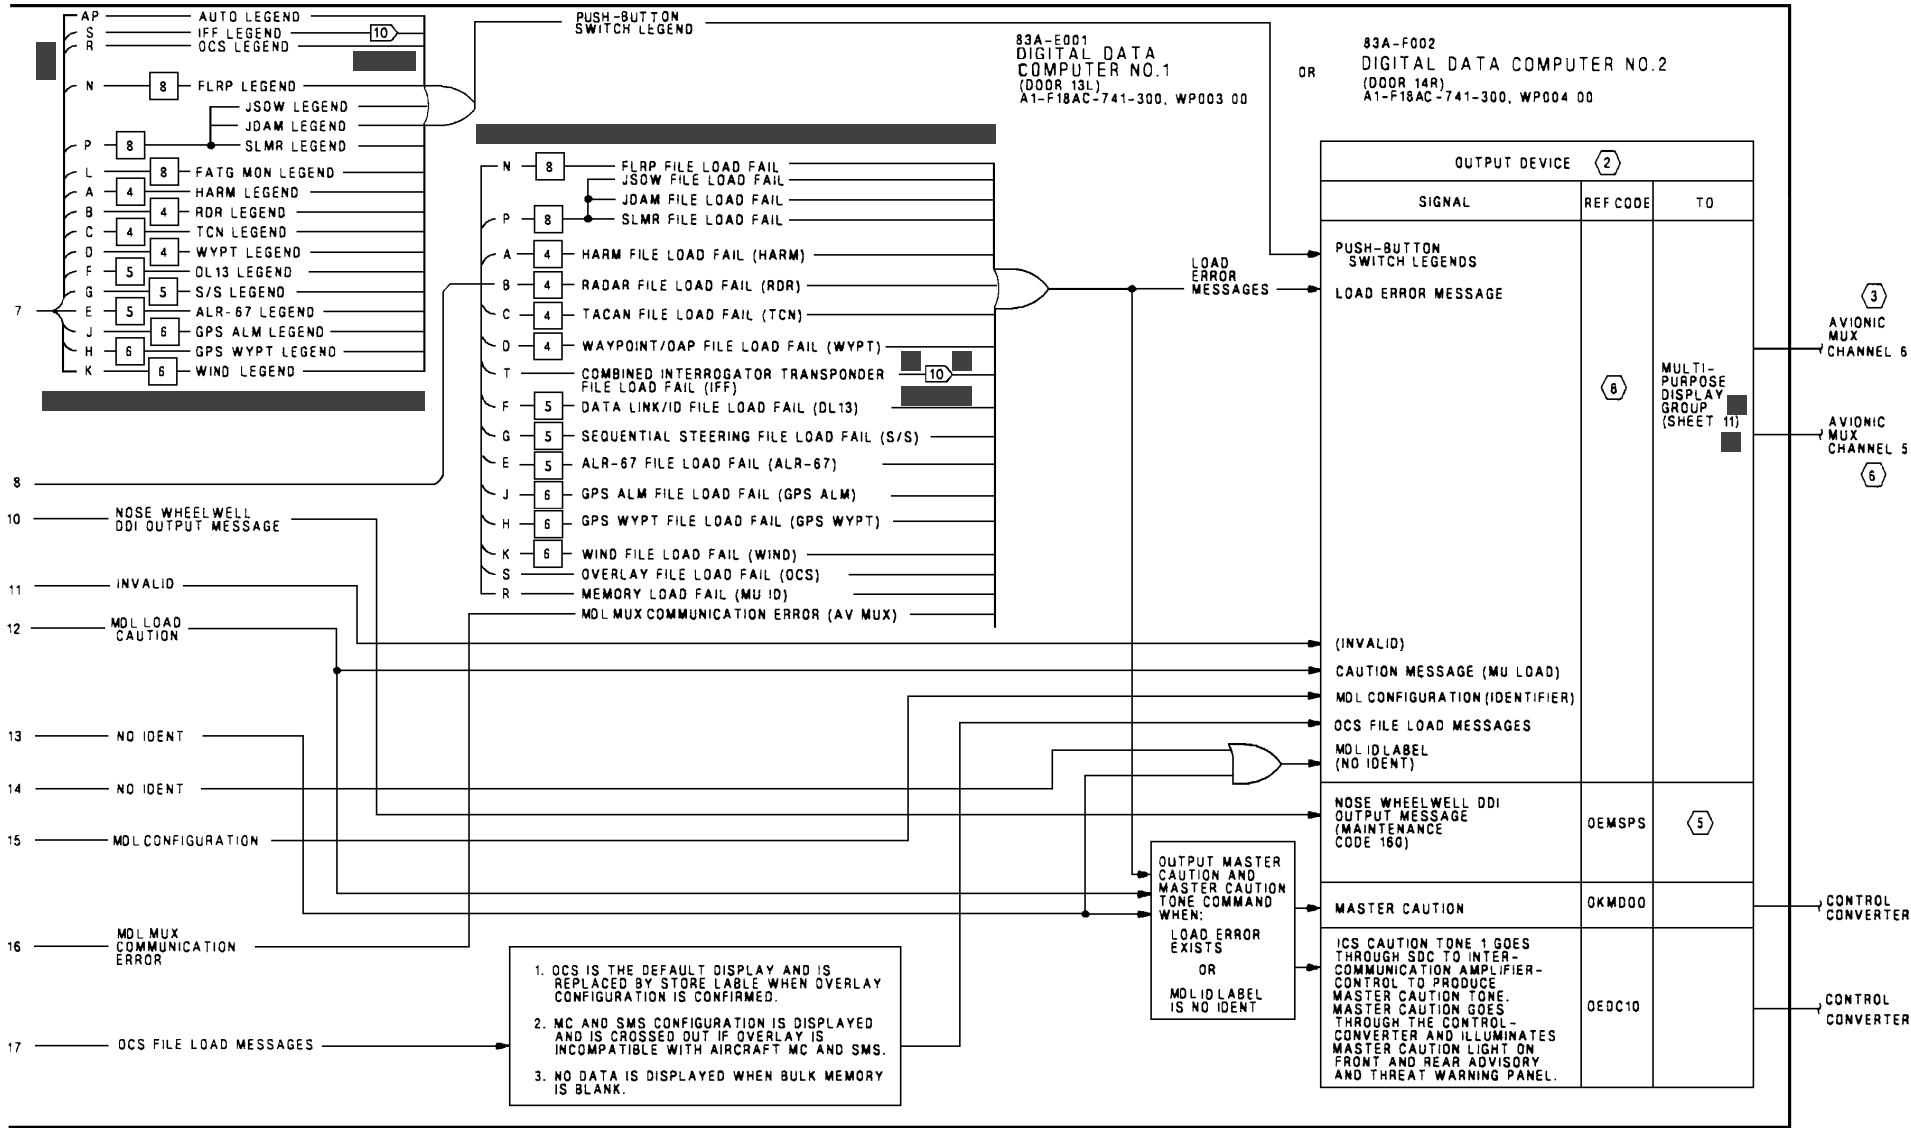 AP AUTO LEGEND
S IFF LEGEND 10
R OCS LEGEND
N 8 FLRP LEGEND
JSOW LEGEND
JDAM LEGEND
P 8 SLMR LEGEND
L 8 FATG MON LEGEND
A 4 HARM LEGEND
B 4 RDR LEGEND
C 4 TCN LEGEND
D 4 WYPT LEGEND
F 5 DL13 LEGEND
G 5 S/S LEGEND
7 E 5 ALR-67 LEGEND
J 6 GPS ALM LEGEND
H 6 GPS WYPT LEGEND
K 6 WIND LEGEND
PUSH-BUTTON
SWITCH LEGEND
83A-E001
DIGITAL DATA
COMPUTER NO.1
(DOOR 13L)
A1-F18AC-741-300, WP003 00
OR
83A-F002
DIGITAL DATA COMPUTER NO.2
(DOOR 14R)
A1-F18AC-741-300, WP004 00
N 8 FLRP FILE LOAD FAIL
JSOW FILE LOAD FAIL
JDAM FILE LOAD FAIL
P 8 SLMR FILE LOAD FAIL
A 4 HARM FILE LOAD FAIL (HARM)
B 4 RADAR FILE LOAD FAIL (RDR)
C 4 TACAN FILE LOAD FAIL (TCN)
D 4 WAYPOINT/OAP FILE LOAD FAIL (WYPT)
T COMBINED INTERROGATOR TRANSPONDER 10
FILE LOAD FAIL (IFF)
F 5 DATA LINK/ID FILE LOAD FAIL (DL13)
G 5 SEQUENTIAL STEERING FILE LOAD FAIL (S/S)
E 5 ALR-67 FILE LOAD FAIL (ALR-67)
J 6 GPS ALM FILE LOAD FAIL (GPS ALM)
H 6 GPS WYPT FILE LOAD FAIL (GPS WYPT)
K 6 WIND FILE LOAD FAIL (WIND)
S OVERLAY FILE LOAD FAIL (OCS)
R MEMORY LOAD FAIL (MU ID)
MDL MUX COMMUNICATION ERROR (AV MUX)
LOAD
ERROR
MESSAGES
8
10 NOSE WHEELWELL
DDI OUTPUT MESSAGE
11 INVALID
12 MDL LOAD
CAUTION
13 NO IDENT
14 NO IDENT
15 MDL CONFIGURATION
16 MDL MUX
COMMUNICATION
ERROR
17 OCS FILE LOAD MESSAGES
1. OCS IS THE DEFAULT DISPLAY AND IS
REPLACED BY STORE LABLE WHEN OVERLAY
CONFIGURATION IS CONFIRMED.
2. MC AND SMS CONFIGURATION IS DISPLAYED
AND IS CROSSED OUT IF OVERLAY IS
INCOMPATIBLE WITH AIRCRAFT MC AND SMS.
3. NO DATA IS DISPLAYED WHEN BULK MEMORY
IS BLANK.
OUTPUT MASTER
CAUTION AND
MASTER CAUTION
TONE COMMAND
WHEN:
LOAD ERROR
EXISTS
OR
MDL ID LABEL
IS NO IDENT
OUTPUT DEVICE 2
SIGNAL REF CODE TO
PUSH-BUTTON
SWITCH LEGENDS
LOAD ERROR MESSAGE
(INVALID)
CAUTION MESSAGE (MU LOAD)
MDL CONFIGURATION (IDENTIFIER)
OCS FILE LOAD MESSAGES
MDL ID LABEL
(NO IDENT)
8
MULTI-
PURPOSE
DISPLAY
GROUP
(SHEET 11)
NOSE WHEELWELL DDI
OUTPUT MESSAGE
(MAINTENANCE
CODE 160)
OEMSPS
5
MASTER CAUTION
OKMD00
ICS CAUTION TONE 1 GOES
THROUGH SDC TO INTER-
COMMUNICATION AMPLIFIER-
CONTROL TO PRODUCE
MASTER CAUTION TONE.
MASTER CAUTION GOES
THROUGH THE CONTROL-
CONVERTER AND ILLUMINATES
MASTER CAUTION LIGHT ON
FRONT AND REAR ADVISORY
AND THREAT WARNING PANEL.
OEDC10
3
AVIONIC
MUX
CHANNEL 6
AVIONIC
MUX
CHANNEL 5
6
CONTROL
CONVERTER
CONTROL
CONVERTER